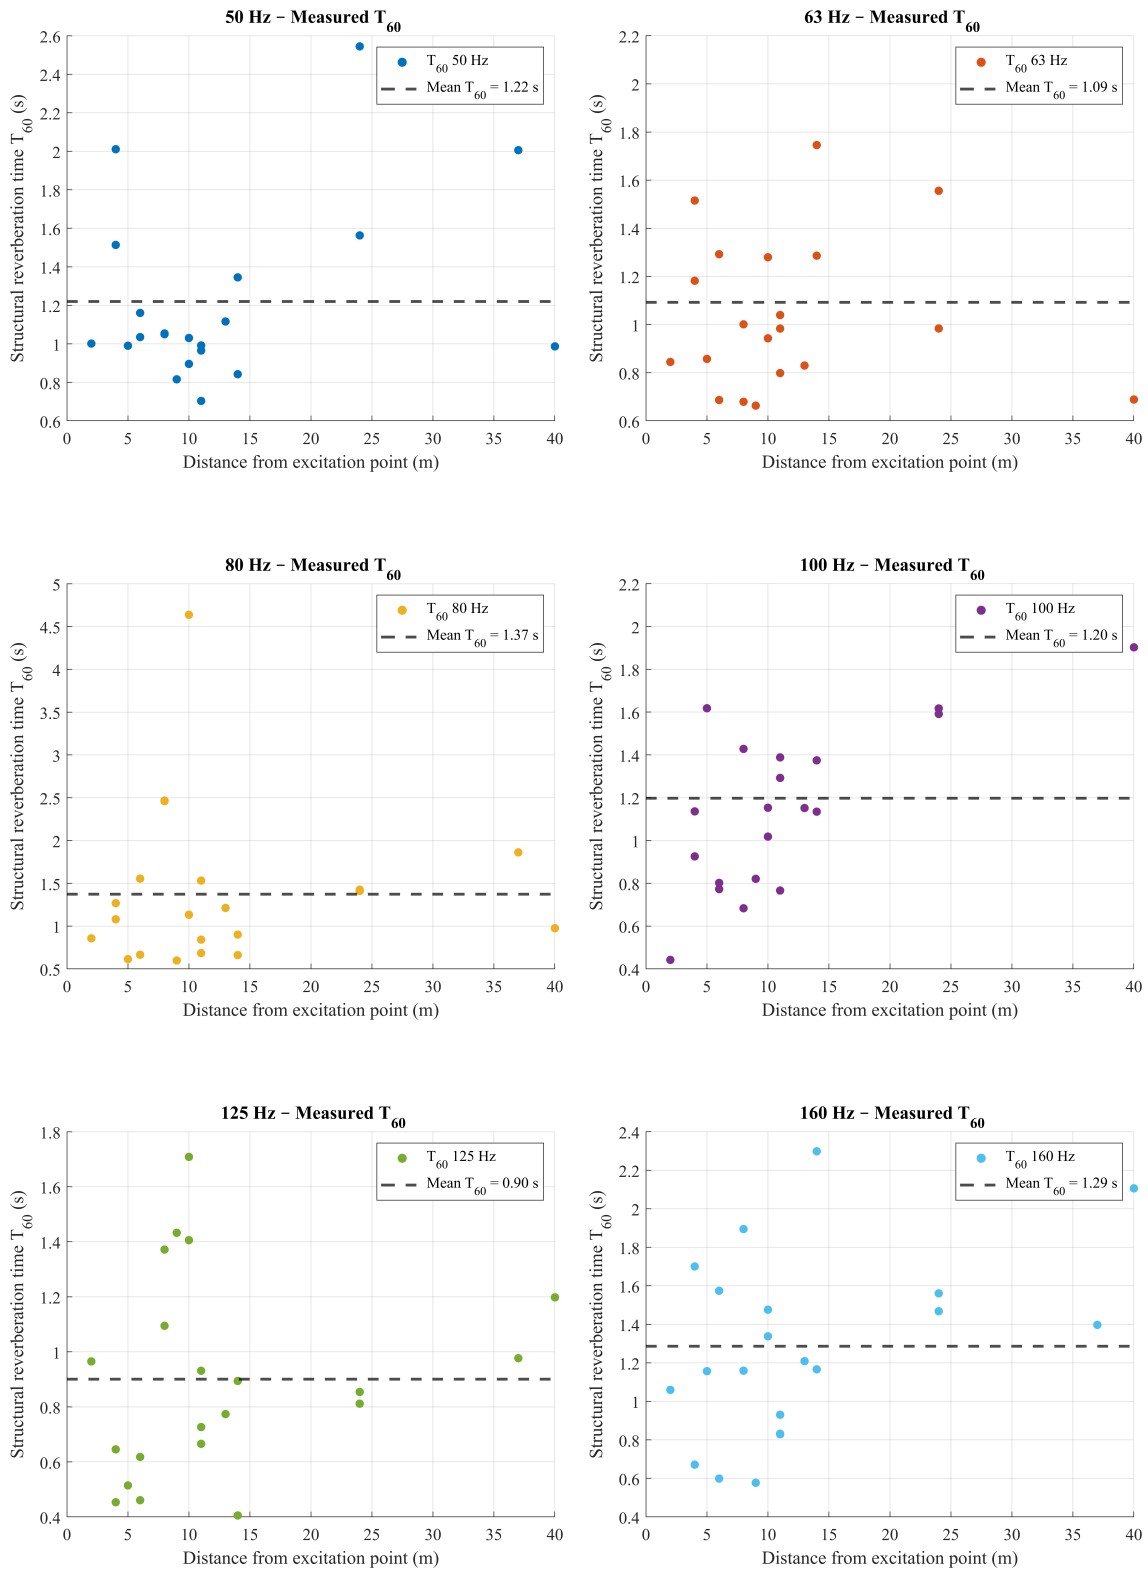 50 Hz − Measured T60
Structural reverberation time T60 (s)
2.6
2.4
2.2
2
1.8
1.6
1.4
1.2
1
0.8
0.6
T60 50 Hz
Mean T60 = 1.22 s
0 5 10 15 20 25 30 35 40
Distance from excitation point (m)
63 Hz − Measured T60
Structural reverberation time T60 (s)
2.2
2
1.8
1.6
1.4
1.2
1
0.8
0.6
T60 63 Hz
Mean T60 = 1.09 s
0 5 10 15 20 25 30 35 40
Distance from excitation point (m)
80 Hz − Measured T60
Structural reverberation time T60 (s)
5
4.5
4
3.5
3
2.5
2
1.5
1
0.5
T60 80 Hz
Mean T60 = 1.37 s
0 5 10 15 20 25 30 35 40
Distance from excitation point (m)
100 Hz − Measured T60
Structural reverberation time T60 (s)
2.2
2
1.8
1.6
1.4
1.2
1
0.8
0.6
0.4
T60 100 Hz
Mean T60 = 1.20 s
0 5 10 15 20 25 30 35 40
Distance from excitation point (m)
125 Hz − Measured T60
Structural reverberation time T60 (s)
1.8
1.6
1.4
1.2
1
0.8
0.6
0.4
T60 125 Hz
Mean T60 = 0.90 s
0 5 10 15 20 25 30 35 40
Distance from excitation point (m)
160 Hz − Measured T60
Structural reverberation time T60 (s)
2.4
2.2
2
1.8
1.6
1.4
1.2
1
0.8
0.6
0.4
T60 160 Hz
Mean T60 = 1.29 s
0 5 10 15 20 25 30 35 40
Distance from excitation point (m)